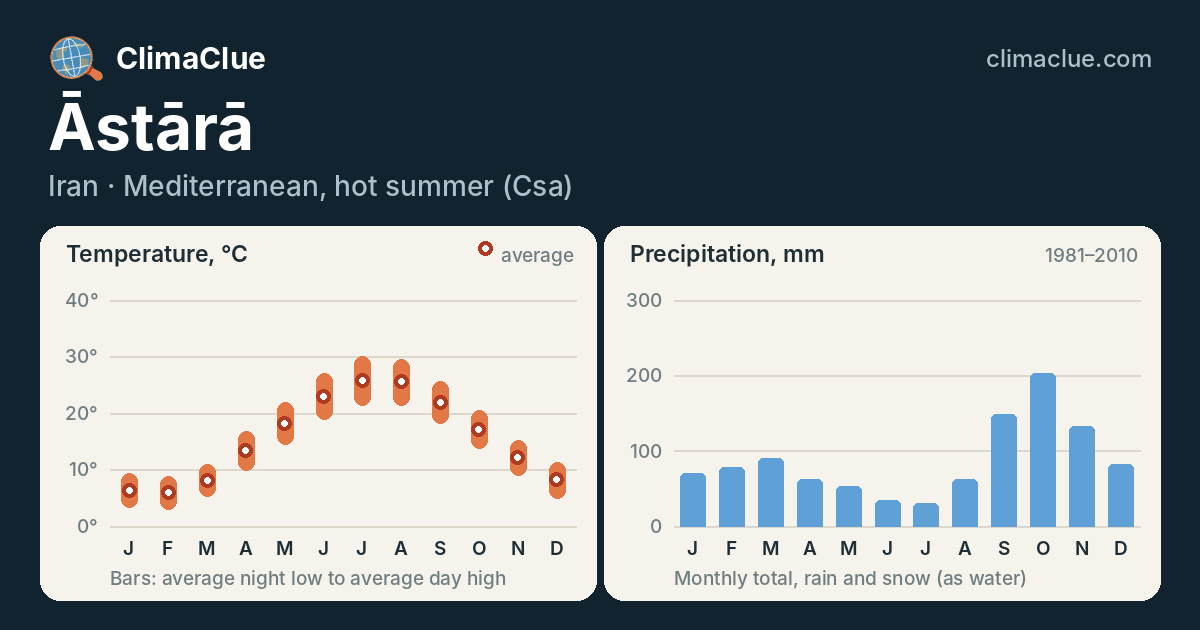 ClimaClue
climaclue.com
Āstārā
Iran · Mediterranean, hot summer (Csa)
Temperature, °C
average
40°
30°
20°
10°
0°
J F M A M J J A S O N D
Bars: average night low to average day high
Precipitation, mm
1981–2010
300
200
100
0
J F M A M J J A S O N D
Monthly total, rain and snow (as water)